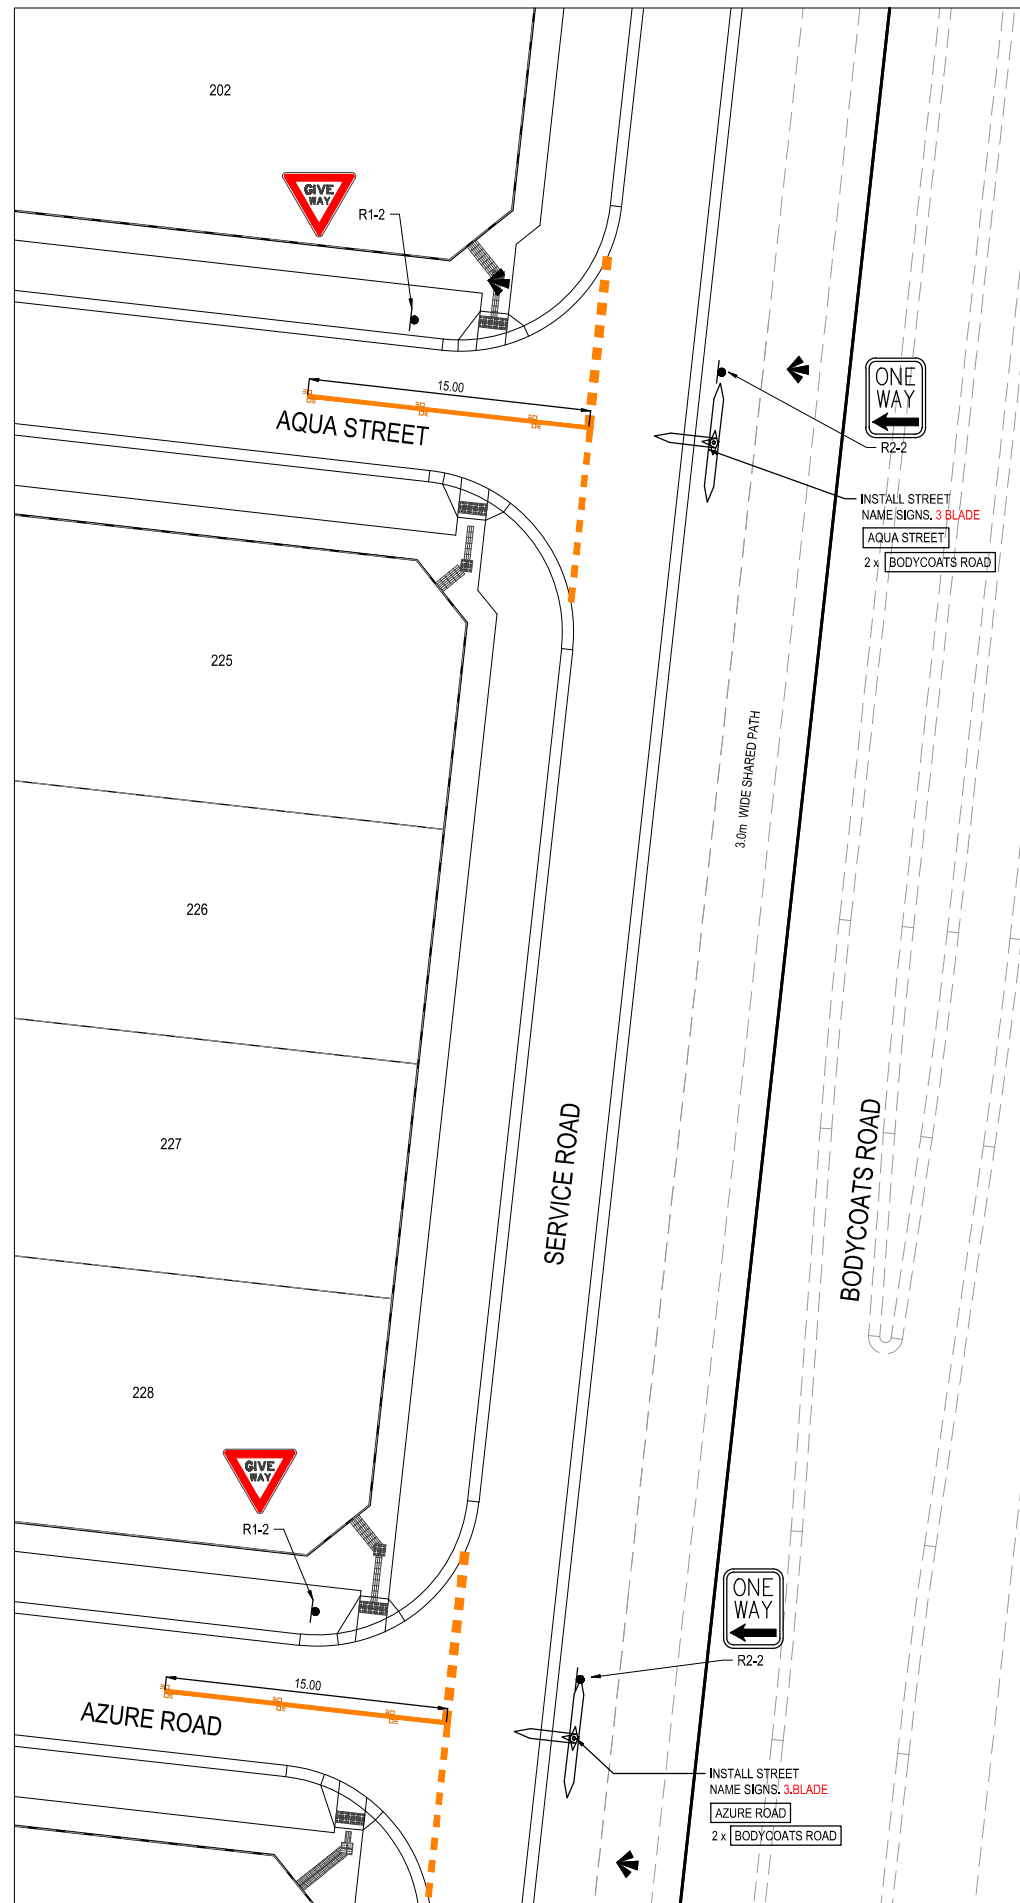 202
GIVE
WAY
R1-2
15.00
AQUA STREET
ONE
WAY
R2-2
INSTALL STREET
NAME SIGNS. 3 BLADE
AQUA STREET
2 x BODYCOATS ROAD
225
3.0m WIDE SHARED PATH
226
227
SERVICE ROAD
BODYCOATS ROAD
228
GIVE
WAY
R1-2
15.00
AZURE ROAD
ONE
WAY
R2-2
INSTALL STREET
NAME SIGNS. 3.BLADE
AZURE ROAD
2 x BODYCOATS ROAD